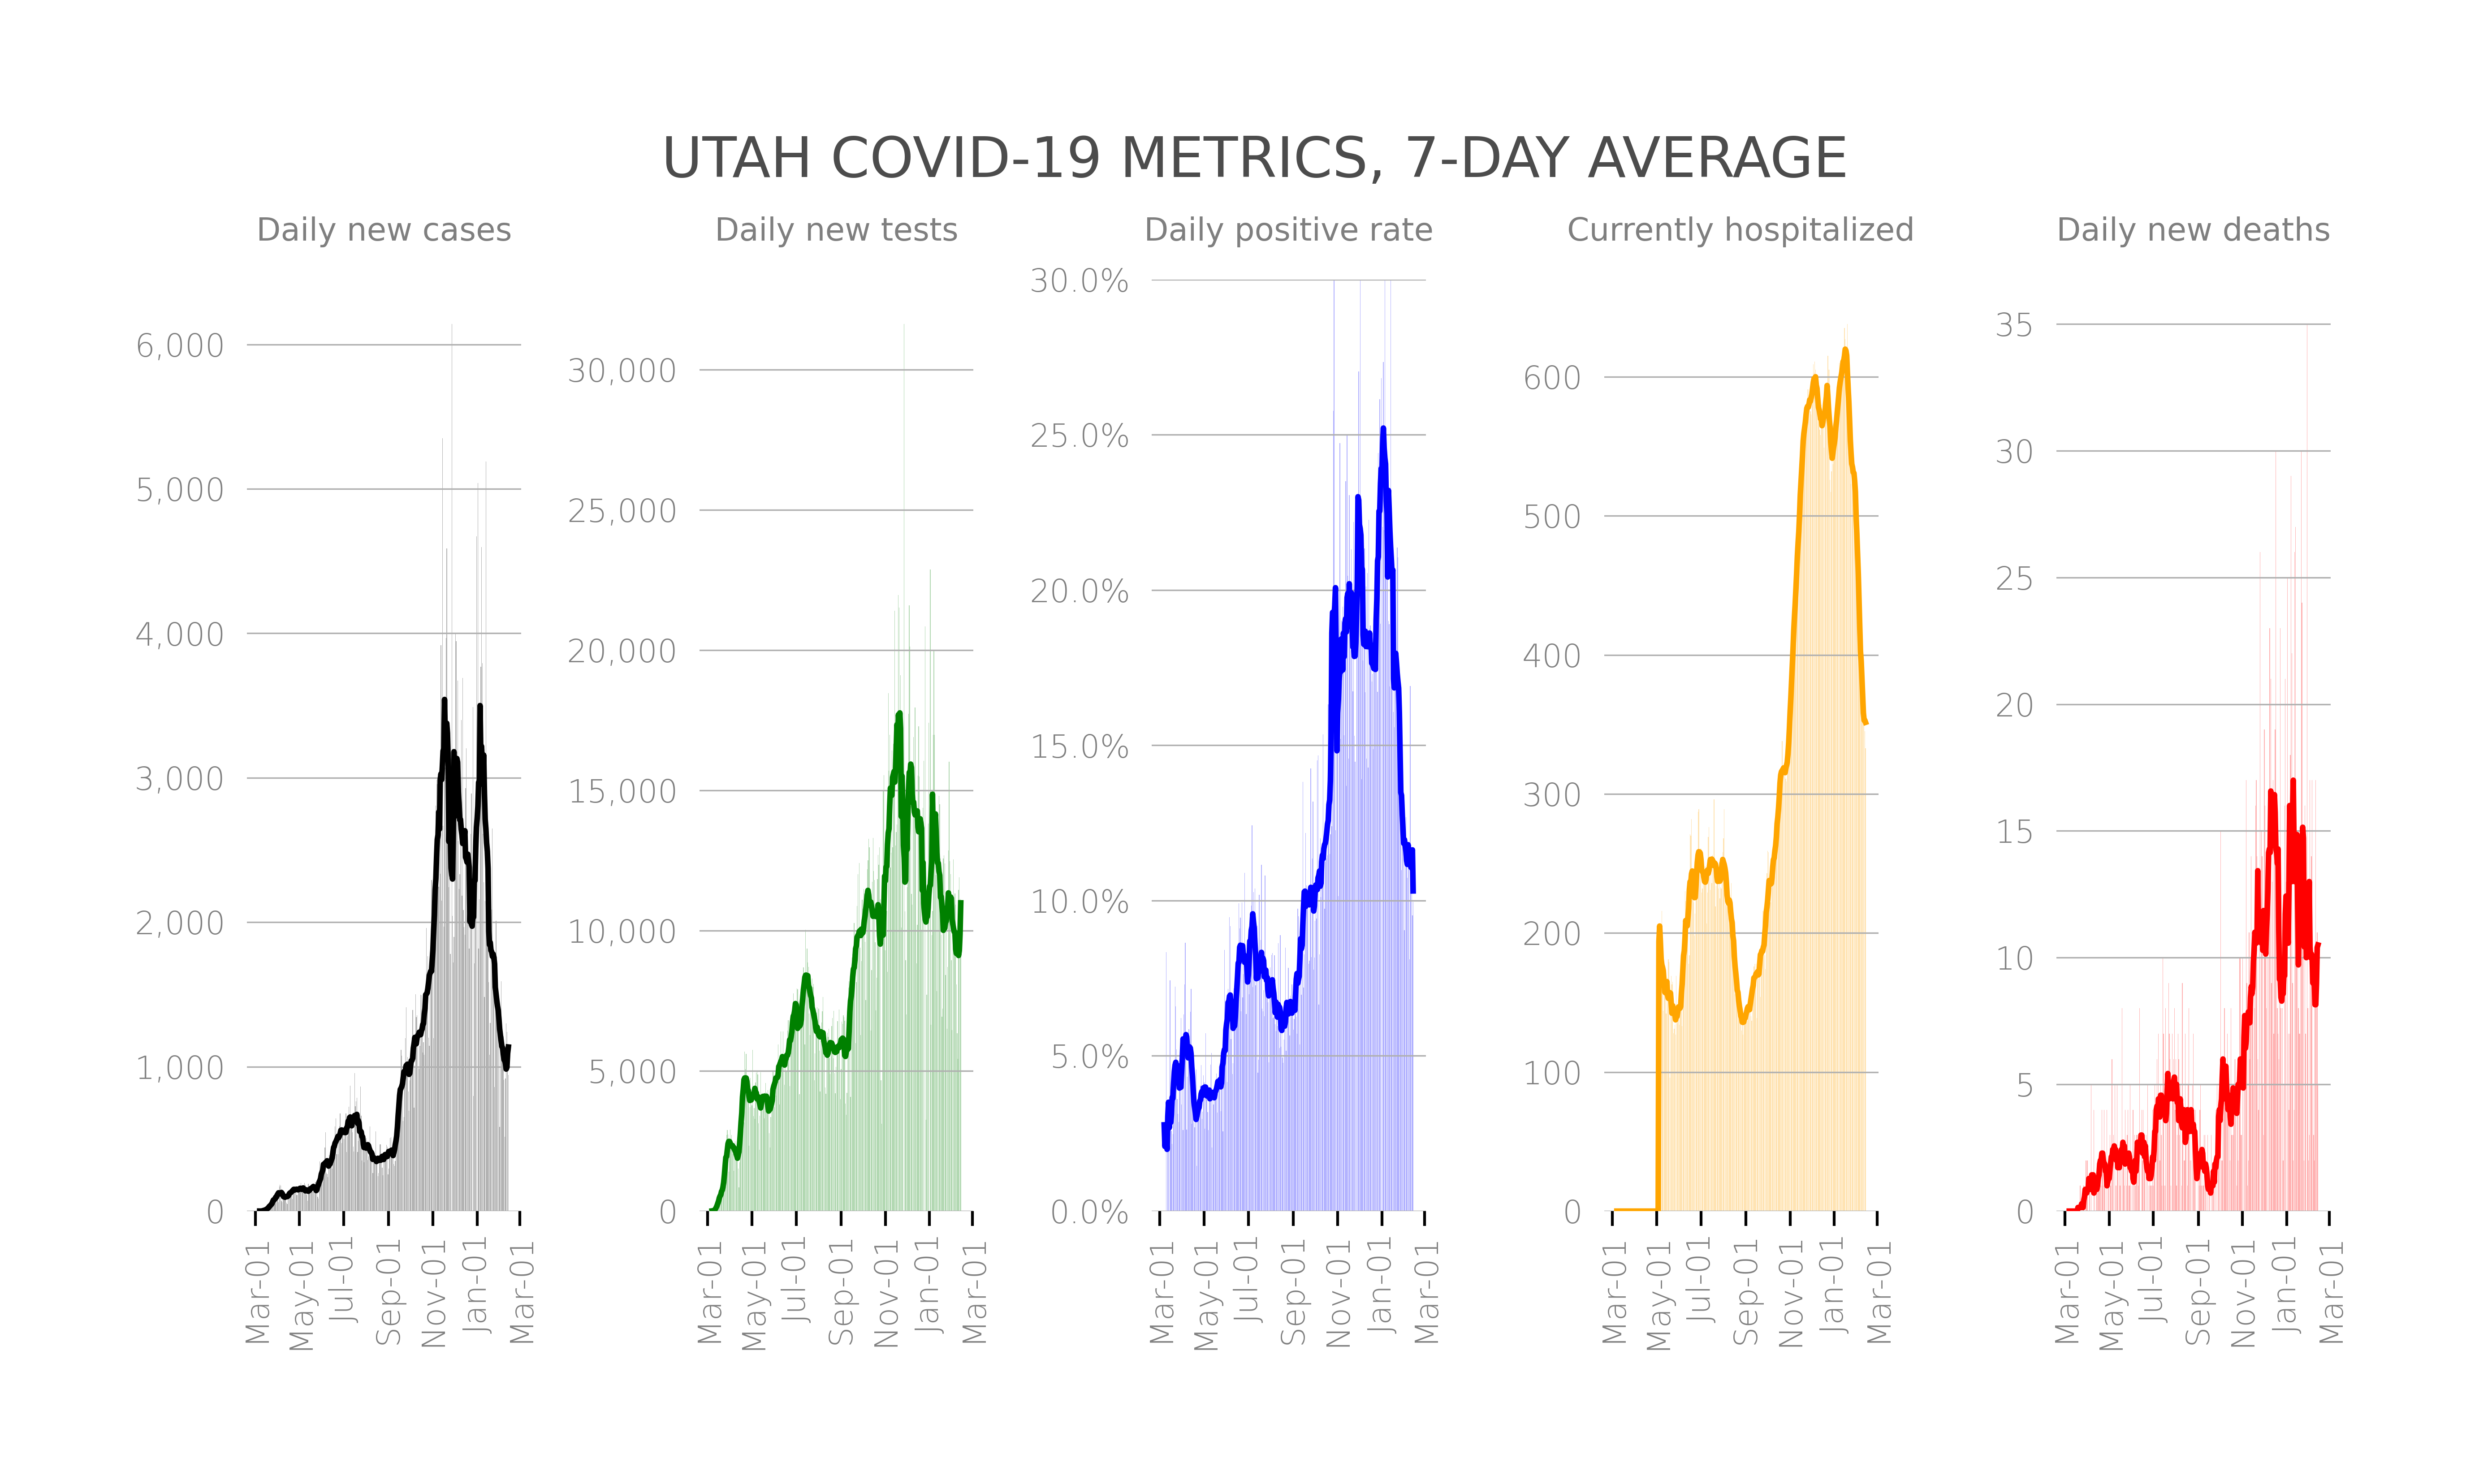 UTAH COVID-19 METRICS, 7-DAY AVERAGE
Daily new cases
6,000
5,000
4,000
3,000
2,000
1,000
0
Mar-01
May-01
Jul-01
Sep-01
Nov-01
Jan-01
Mar-01
Daily new tests
30,000
25,000
20,000
15,000
10,000
5,000
0
Mar-01
May-01
Jul-01
Sep-01
Nov-01
Jan-01
Mar-01
Daily positive rate
30.0%
25.0%
20.0%
15.0%
10.0%
5.0%
0.0%
Mar-01
May-01
Jul-01
Sep-01
Nov-01
Jan-01
Mar-01
Currently hospitalized
600
500
400
300
200
100
0
Mar-01
May-01
Jul-01
Sep-01
Nov-01
Jan-01
Mar-01
Daily new deaths
35
30
25
20
15
10
5
0
Mar-01
May-01
Jul-01
Sep-01
Nov-01
Jan-01
Mar-01